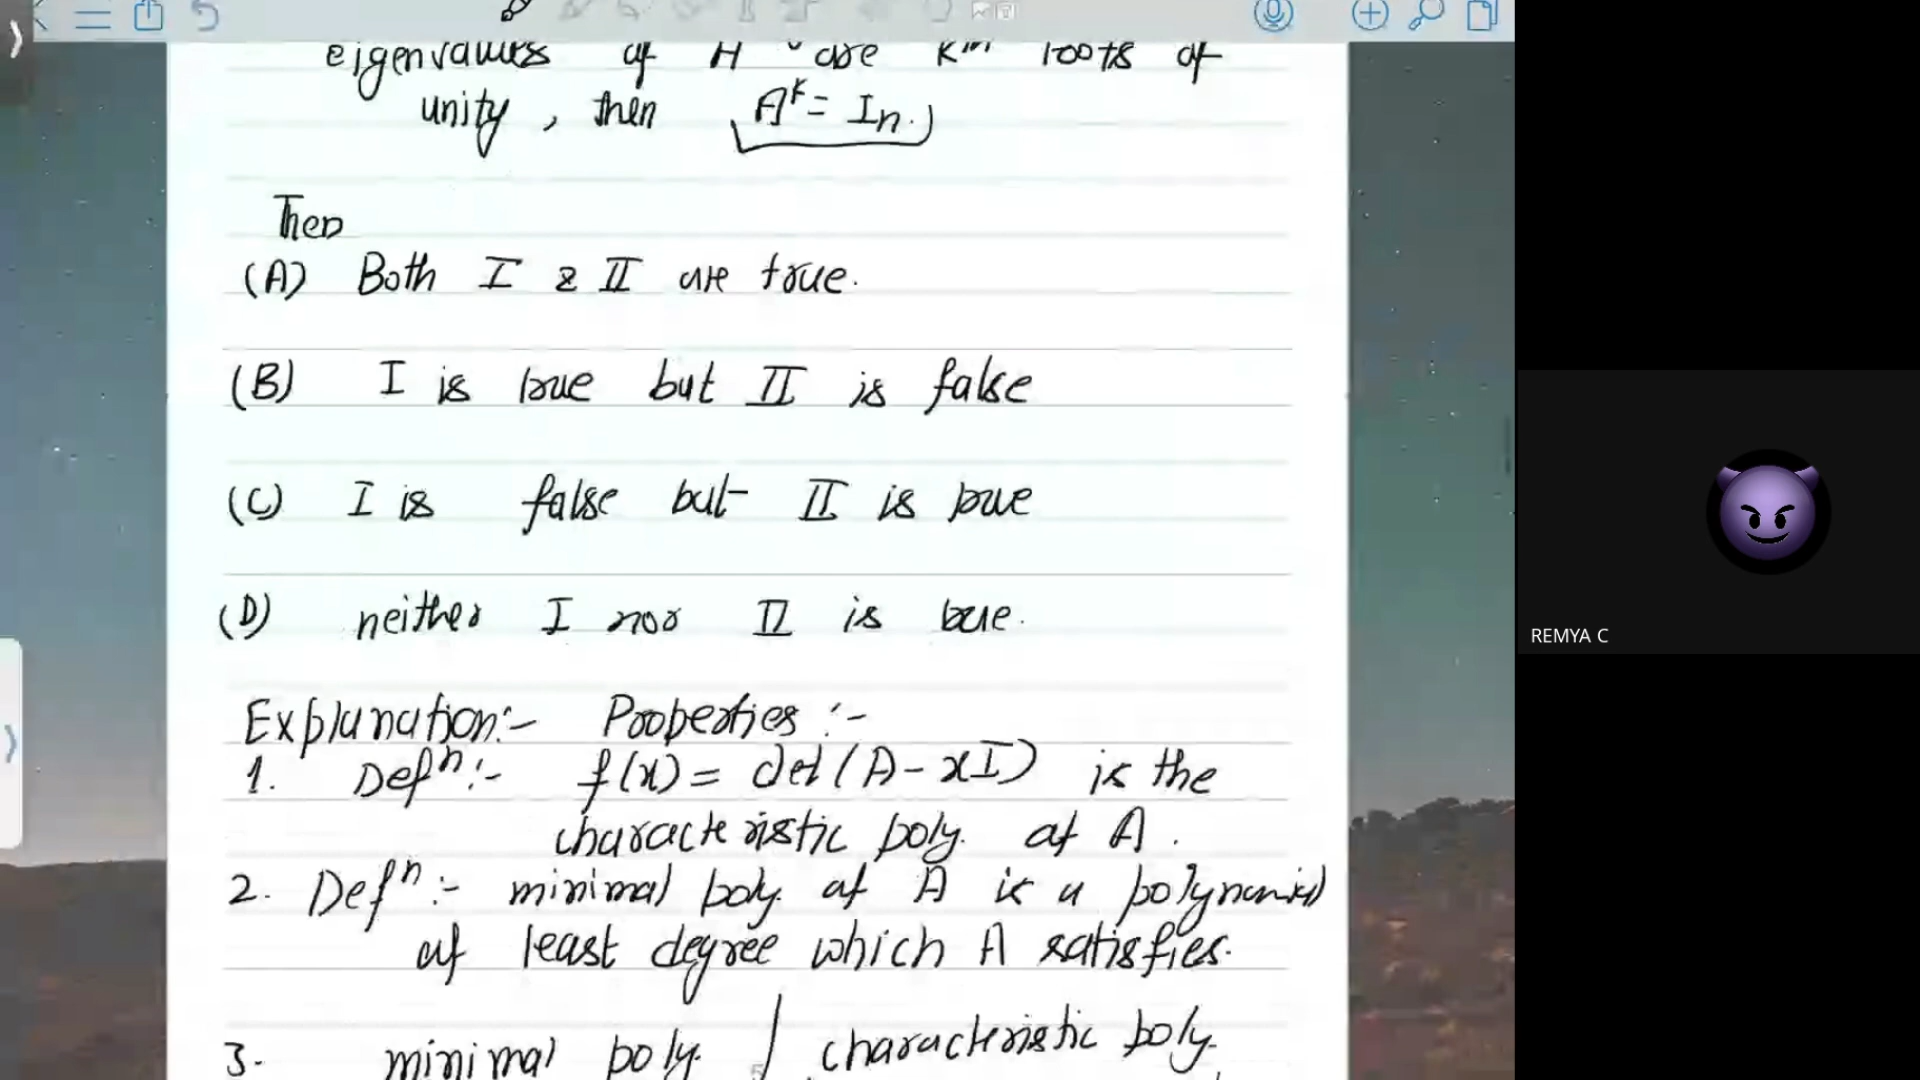 eigenvalues of A are kth roots of
unity, then A^k = In.
Then
(A) Both I & II are true.
(B) I is true but II is false
(C) I is false but II is true
(D) neither I nor II is true.
Explanation:- Properties :-
1. Defn:- f(x) = det(A - xI) is the
characteristic poly. of A.
2. Defn:- minimal poly. of A is a polynomial
of least degree which A satisfies.
3. minimal poly. / characteristic poly.
REMYA C